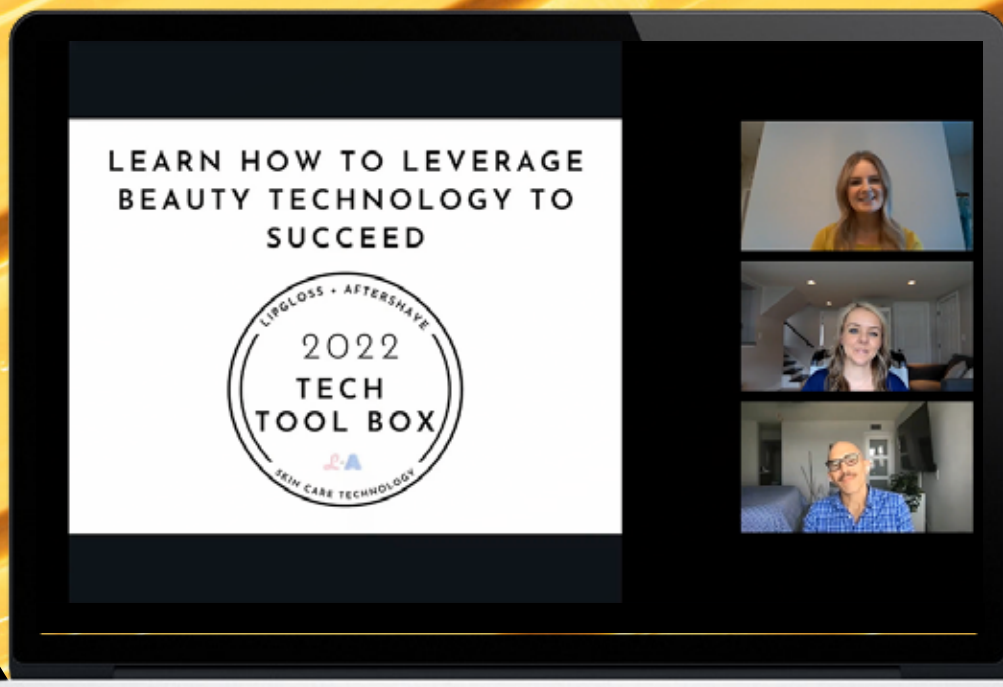 LEARN HOW TO LEVERAGE
BEAUTY TECHNOLOGY TO
SUCCEED
LIPGLOSS + AFTERSHAVE
2022
TECH
TOOL BOX
L+A
SKIN CARE TECHNOLOGY